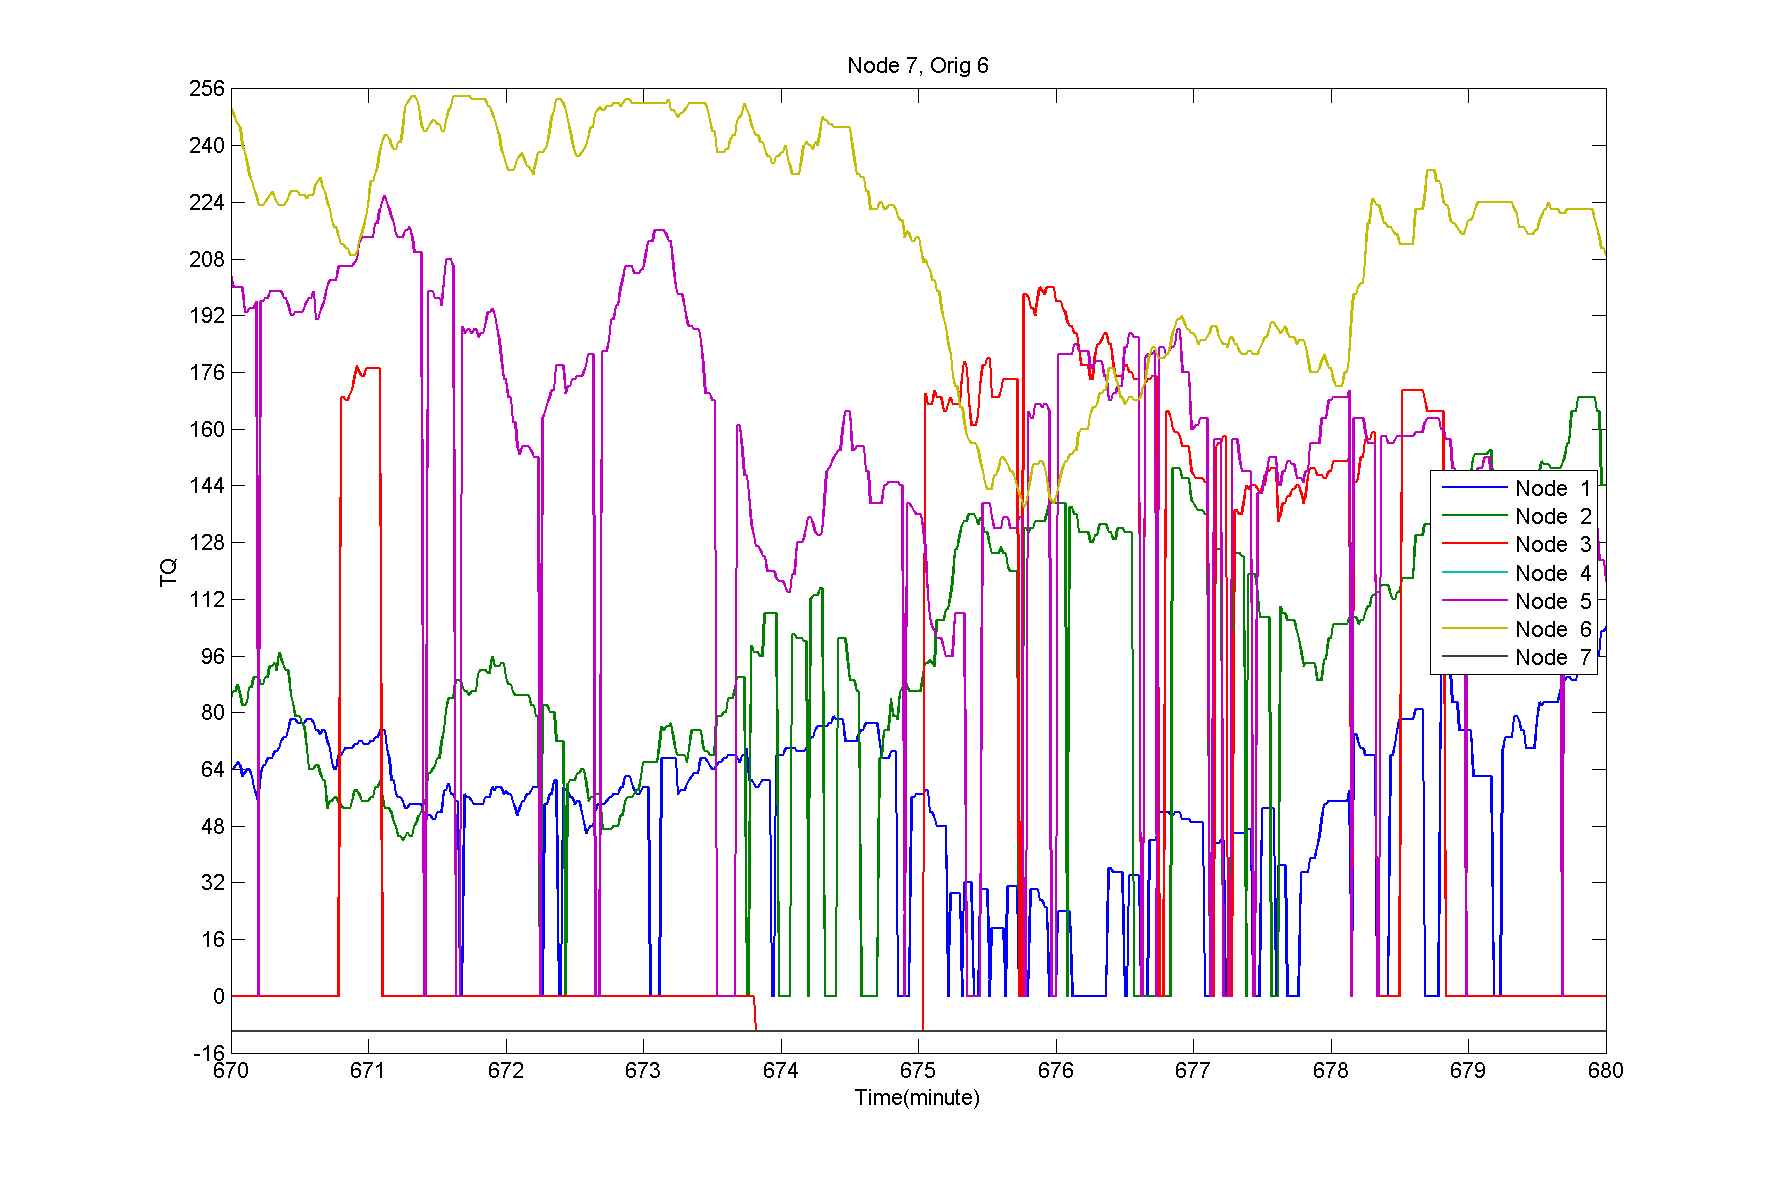 Node 7, Orig 6
256
240
224
208
192
176
160
144
128
112
96
80
64
48
32
16
0
-16
TQ
670 671 672 673 674 675 676 677 678 679 680
Time(minute)
Node 1
Node 2
Node 3
Node 4
Node 5
Node 6
Node 7